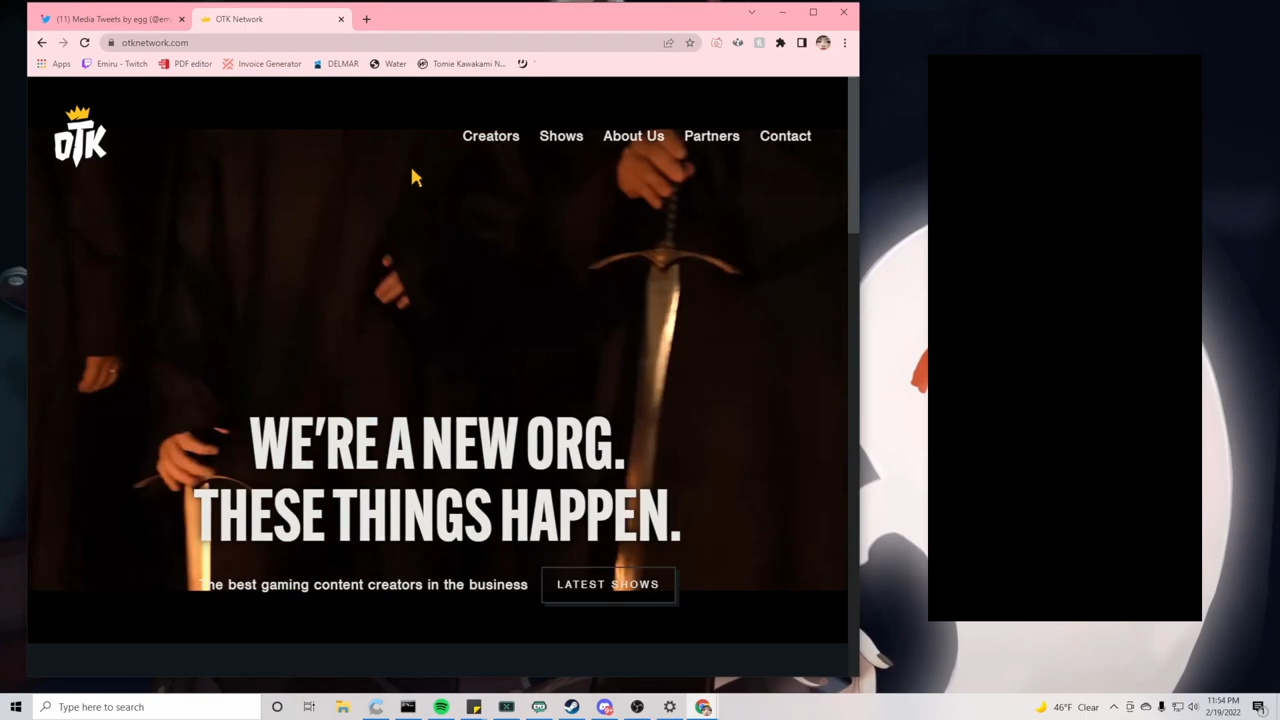 (11) Media Tweets by egg (@em
OTK Network
otknetwork.com
Apps
Emiru - Twitch
PDF editor
Invoice Generator
DELMAR
Water
Tomie Kawakami N...
OTK
Creators
Shows
About Us
Partners
Contact
WE'RE A NEW ORG.
THESE THINGS HAPPEN.
The best gaming content creators in the business
LATEST SHOWS
Type here to search
46°F Clear
11:54 PM
2/19/2022